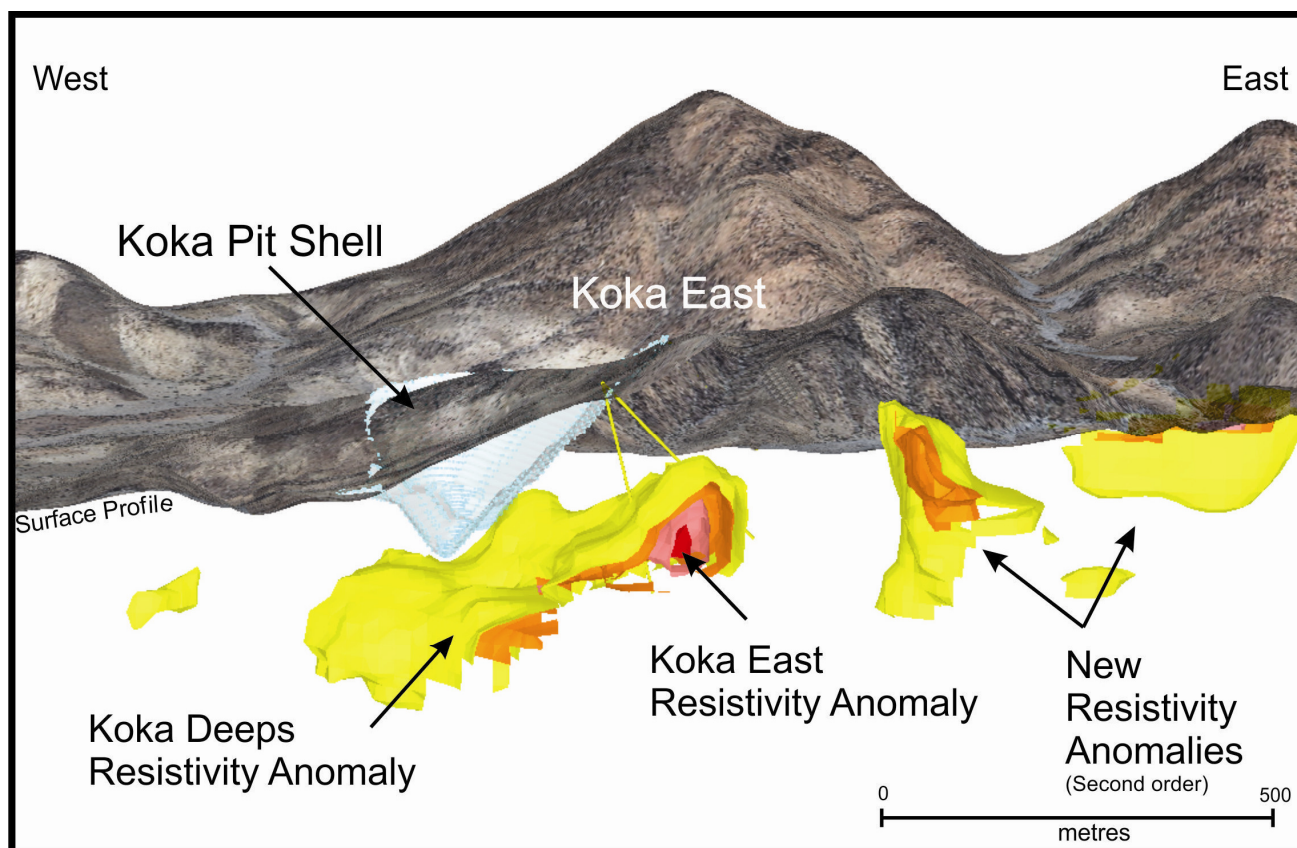 West
East
Koka Pit Shell
Koka East
Surface Profile
Koka East
Resistivity Anomaly
Koka Deeps
Resistivity Anomaly
New
Resistivity
Anomalies
(Second order)
0
500
metres